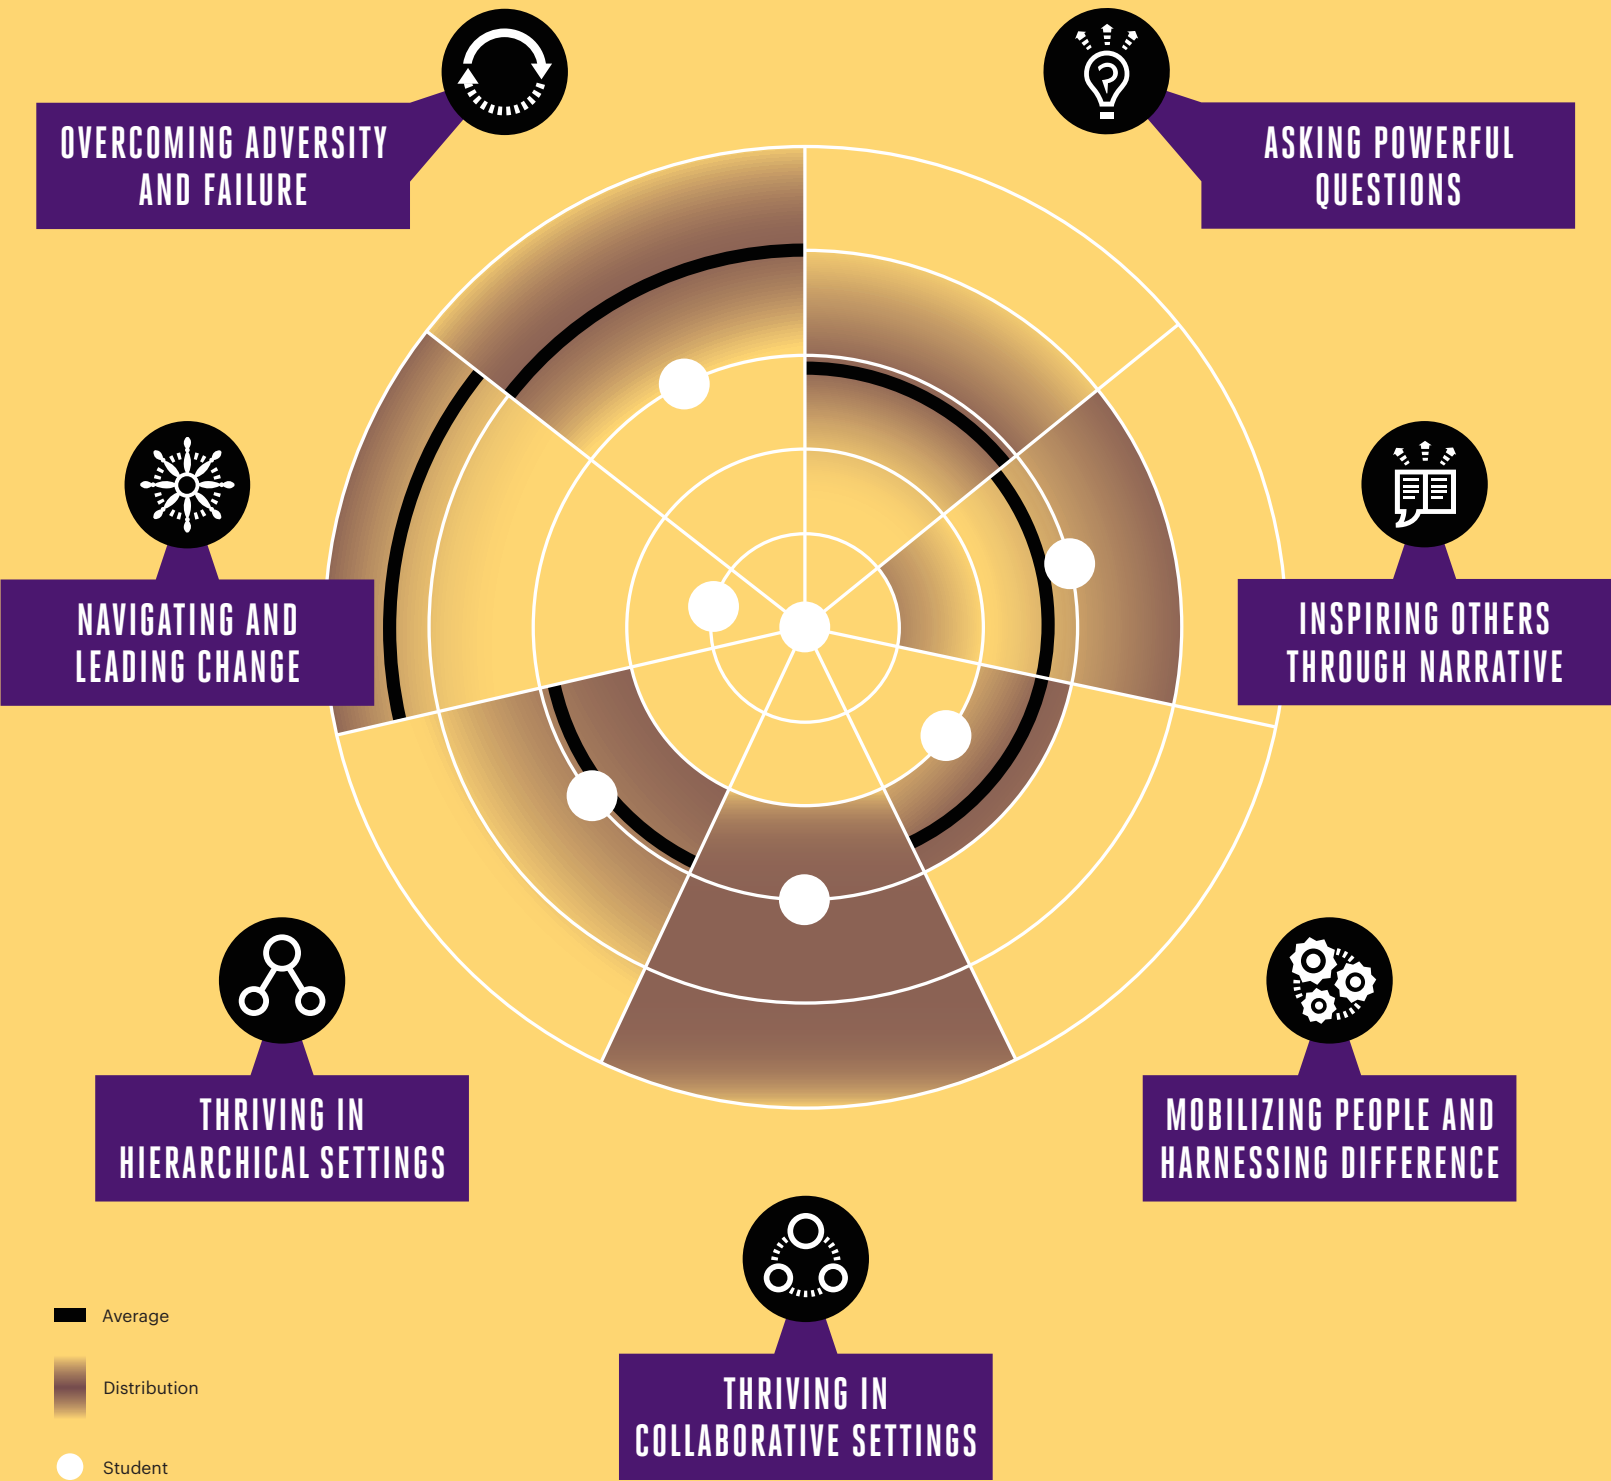 OVERCOMING ADVERSITY
AND FAILURE
ASKING POWERFUL
QUESTIONS
NAVIGATING AND
LEADING CHANGE
INSPIRING OTHERS
THROUGH NARRATIVE
THRIVING IN
HIERARCHICAL SETTINGS
MOBILIZING PEOPLE AND
HARNESSING DIFFERENCE
THRIVING IN
COLLABORATIVE SETTINGS
Average
Distribution
Student